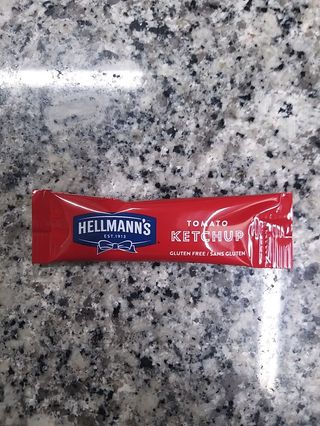 HELLMANN'S
EST. 1913
TOMATO
KETCHUP
GLUTEN FREE / SANS GLUTEN